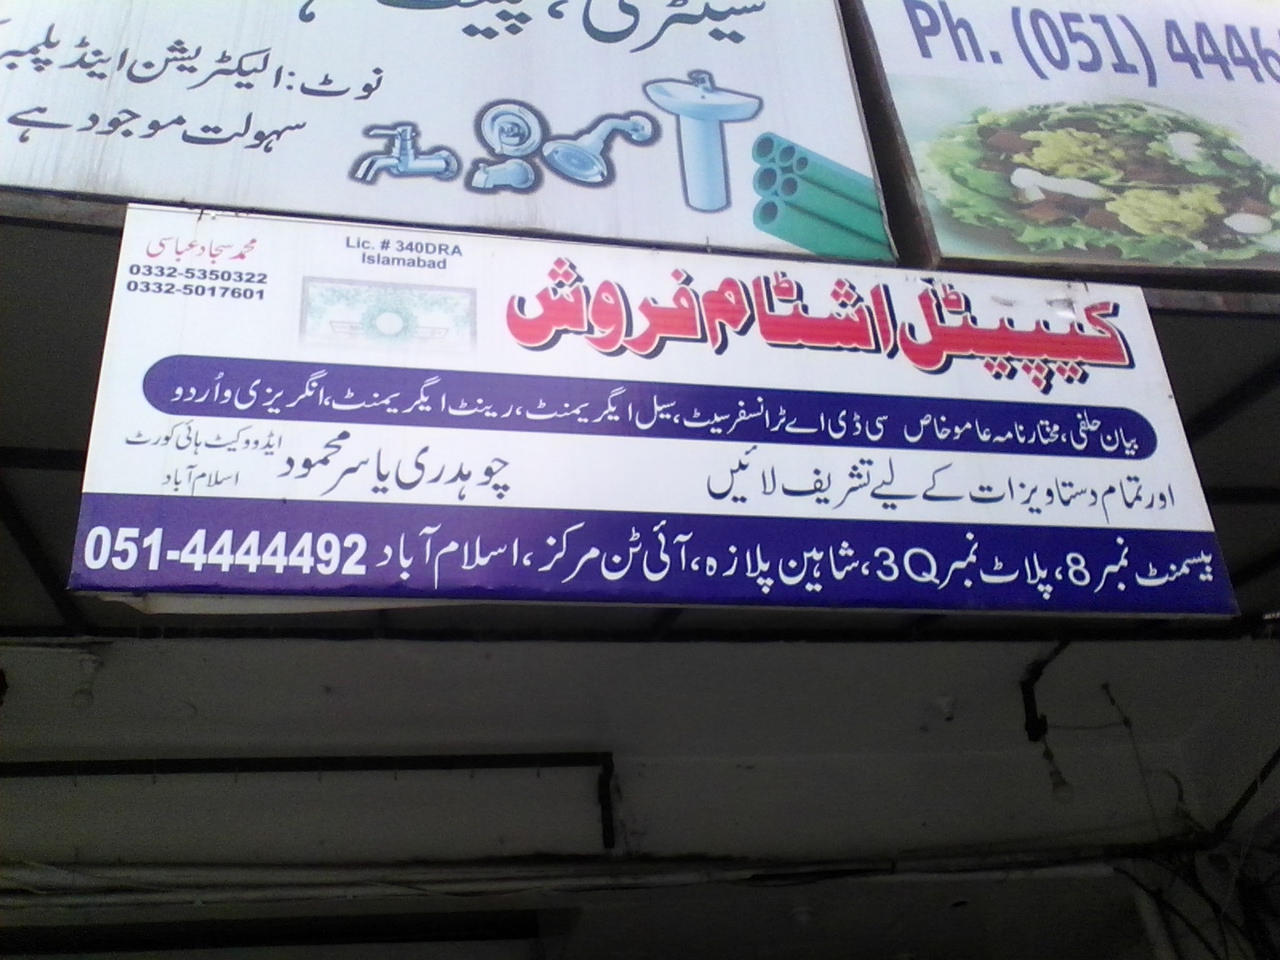 نوٹ: الیکٹریشن اینڈ پلمبر
سہولت موجود ہے
Ph. (051) 4446
محمد سجاد عباسی
0332-5350322
0332-5017601
Lic. # 340DRA
Islamabad
کیپیٹل اشٹام فروش
بیان حلفی، مختار نامہ عام و خاص سی ڈی اے ٹرانسفر سیٹ، سیل ایگریمنٹ، رینٹ ایگریمنٹ، انگریزی و اُردو
اور تمام دستاویزات کے لیے تشریف لائیں
چوہدری یاسر محمود ایڈووکیٹ ہائی کورٹ
اسلام آباد
بیسمنٹ نمبر 8، پلاٹ نمبر 3Q، شاہین پلازہ، آئی ٹن مرکز، اسلام آباد 051-4444492